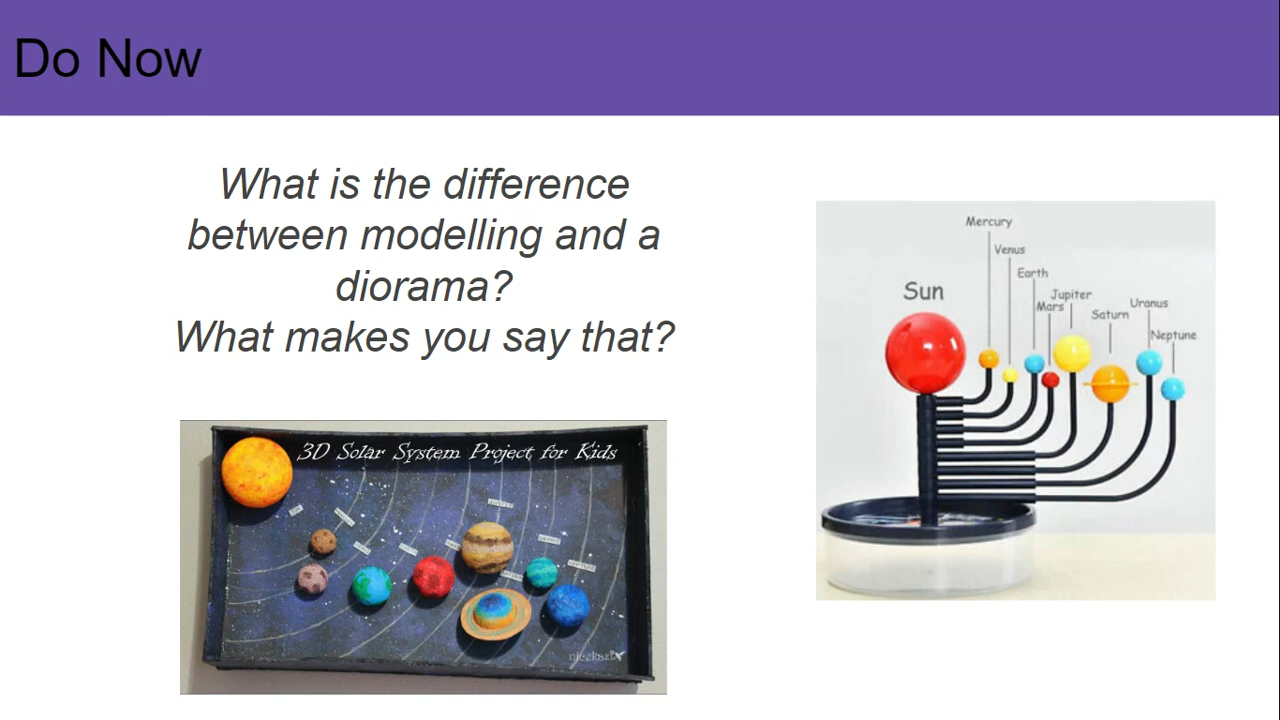 Do Now
What is the difference
between modelling and a
diorama?
What makes you say that?
3D Solar System Project for Kids
Mercury
Venus
Earth
Sun
Jupiter
Mars
Uranus
Saturn
Neptune